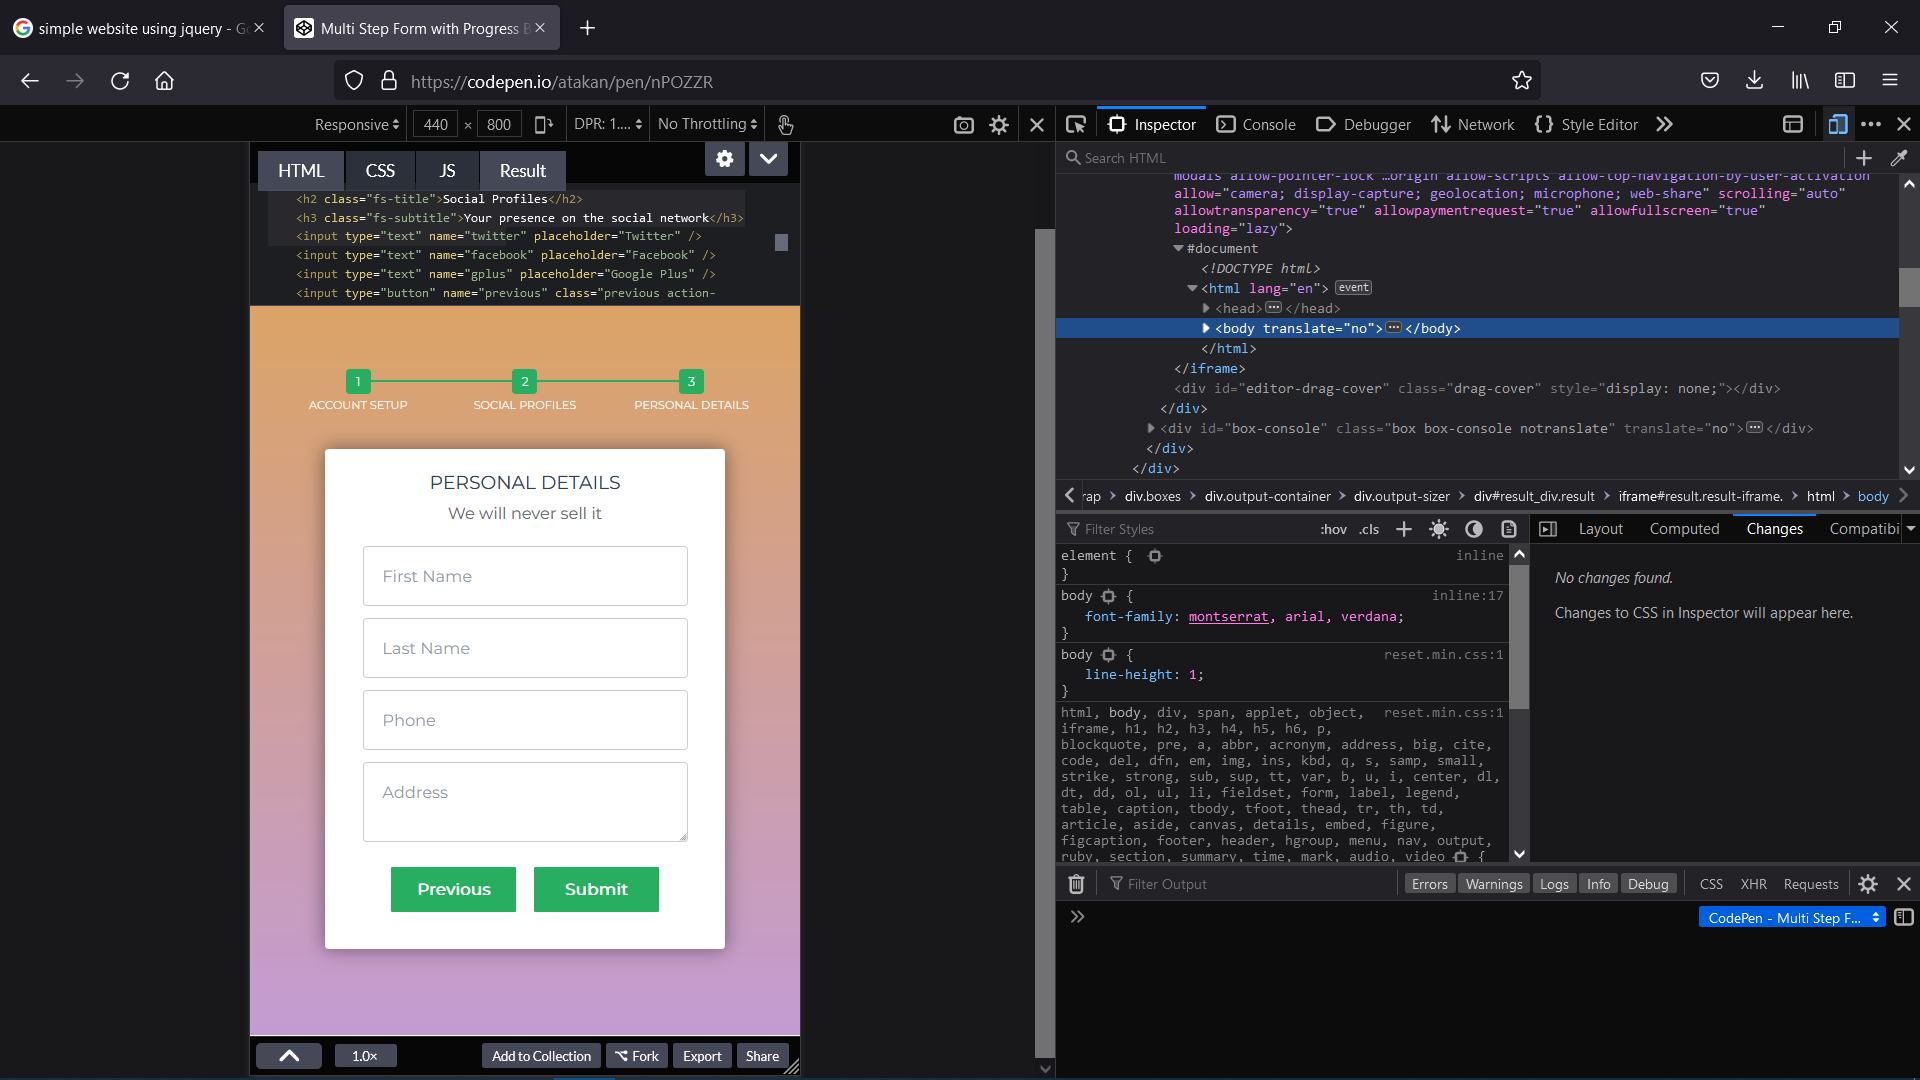 simple website using jquery - Go
Multi Step Form with Progress B
https://codepen.io/atakan/pen/nPOZZR
Responsive
440 × 800
DPR: 1....
No Throttling
Inspector
Console
Debugger
Network
Style Editor
HTML
CSS
JS
Result
<h2 class="fs-title">Social Profiles</h2>
<h3 class="fs-subtitle">Your presence on the social network</h3>
<input type="text" name="twitter" placeholder="Twitter" />
<input type="text" name="facebook" placeholder="Facebook" />
<input type="text" name="gplus" placeholder="Google Plus" />
<input type="button" name="previous" class="previous action-
1
2
3
ACCOUNT SETUP
SOCIAL PROFILES
PERSONAL DETAILS
PERSONAL DETAILS
We will never sell it
First Name
Last Name
Phone
Address
Previous
Submit
1.0×
Add to Collection
Fork
Export
Share
Search HTML
modals allow-pointer-lock …origin allow-scripts allow-top-navigation-by-user-activation
allow="camera; display-capture; geolocation; microphone; web-share" scrolling="auto"
allowtransparency="true" allowpaymentrequest="true" allowfullscreen="true"
loading="lazy">
#document
<!DOCTYPE html>
<html lang="en"> event
<head> </head>
<body translate="no"> </body>
</html>
</iframe>
<div id="editor-drag-cover" class="drag-cover" style="display: none;"></div>
</div>
<div id="box-console" class="box box-console notranslate" translate="no"> </div>
</div>
</div>
rap > div.boxes > div.output-container > div.output-sizer > div#result_div.result > iframe#result.result-iframe. > html > body
Filter Styles
:hov .cls
Layout
Computed
Changes
Compatibi
element {
inline
}
body {
inline:17
font-family: montserrat, arial, verdana;
}
body {
reset.min.css:1
line-height: 1;
}
html, body, div, span, applet, object, reset.min.css:1
iframe, h1, h2, h3, h4, h5, h6, p,
blockquote, pre, a, abbr, acronym, address, big, cite,
code, del, dfn, em, img, ins, kbd, q, s, samp, small,
strike, strong, sub, sup, tt, var, b, u, i, center, dl,
dt, dd, ol, ul, li, fieldset, form, label, legend,
table, caption, tbody, tfoot, thead, tr, th, td,
article, aside, canvas, details, embed, figure,
figcaption, footer, header, hgroup, menu, nav, output,
ruby, section, summary, time, mark, audio, video {
No changes found.
Changes to CSS in Inspector will appear here.
Filter Output
Errors
Warnings
Logs
Info
Debug
CSS
XHR
Requests
CodePen - Multi Step F...